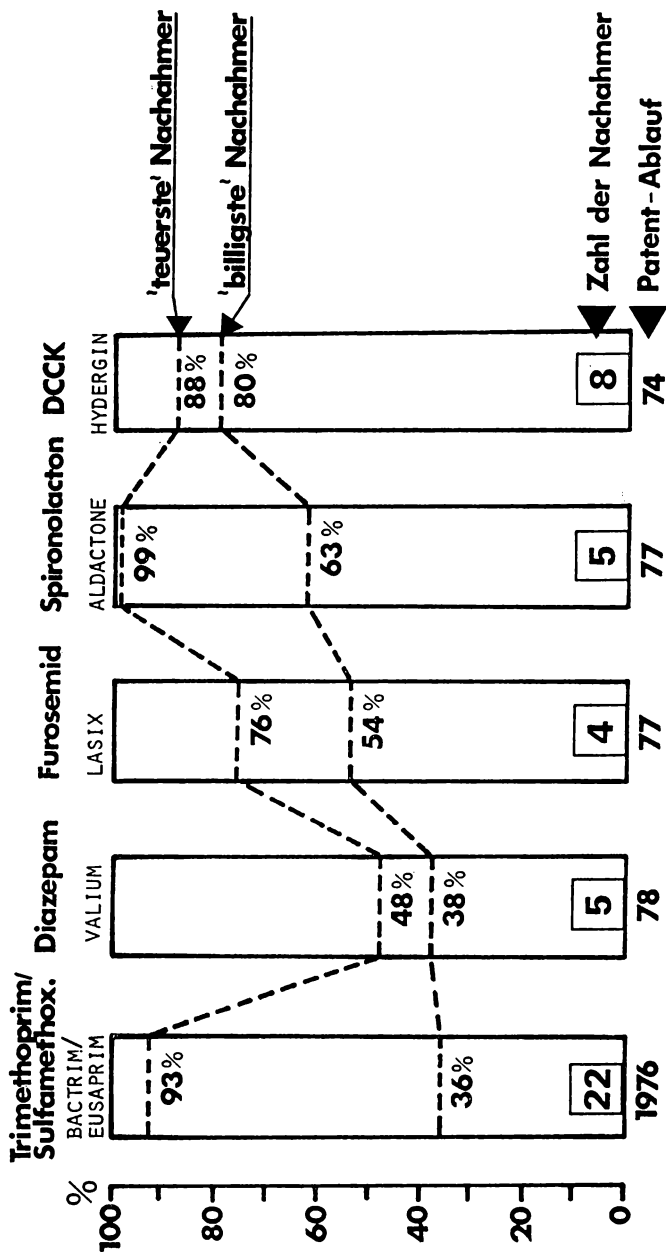 Trimethoprim/
Sulfamethox.
BACTRIM/
EUSAPRIM
Diazepam
VALIUM
Furosemid
LASIX
Spironolacton
ALDACTONE
DCCK
HYDERGIN
%
100
80
60
40
20
0
93%
36%
22
1976
48%
38%
5
78
76%
54%
4
77
99%
63%
5
77
88%
80%
8
74
'teuerste' Nachahmer
'billigste' Nachahmer
Zahl der Nachahmer
Patent-Ablauf